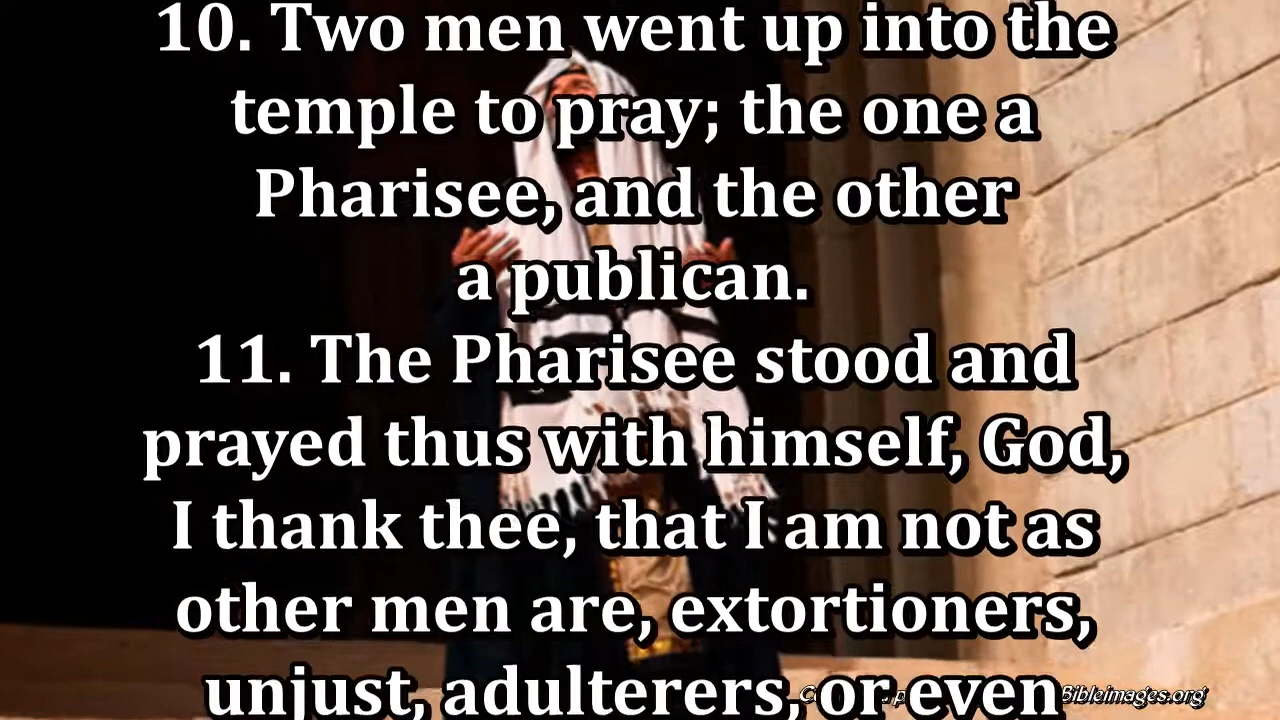 10. Two men went up into the
temple to pray; the one a
Pharisee, and the other
a publican.
11. The Pharisee stood and
prayed thus with himself, God,
I thank thee, that I am not as
other men are, extortioners,
unjust, adulterers, or even
Bibleimages.org